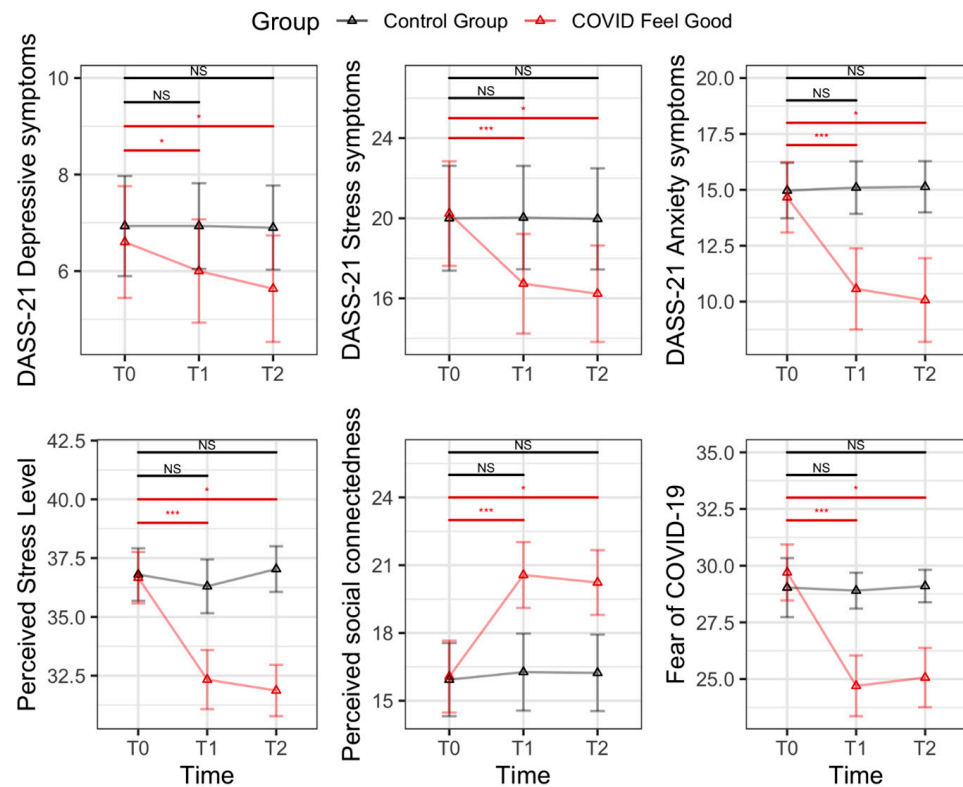 Group Control Group COVID Feel Good
DASS-21 Depressive symptoms
10
8
6
NS
NS
*
*
T0 T1 T2
DASS-21 Stress symptoms
24
20
16
NS
NS
*
***
T0 T1 T2
DASS-21 Anxiety symptoms
20.0
17.5
15.0
12.5
10.0
NS
NS
*
***
T0 T1 T2
Perceived Stress Level
42.5
40.0
37.5
35.0
32.5
NS
NS
*
***
T0 T1 T2
Time
Perceived social connectedness
24
21
18
15
NS
NS
*
***
T0 T1 T2
Time
Fear of COVID-19
35.0
32.5
30.0
27.5
25.0
NS
NS
*
***
T0 T1 T2
Time